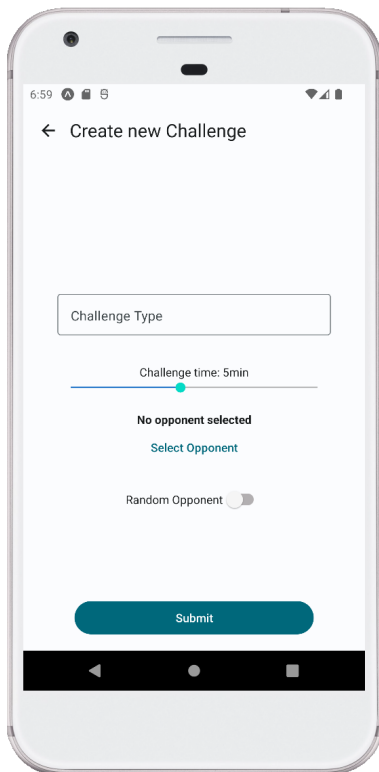 6:59
Create new Challenge
Challenge Type
Challenge time: 5min
No opponent selected
Select Opponent
Random Opponent
Submit